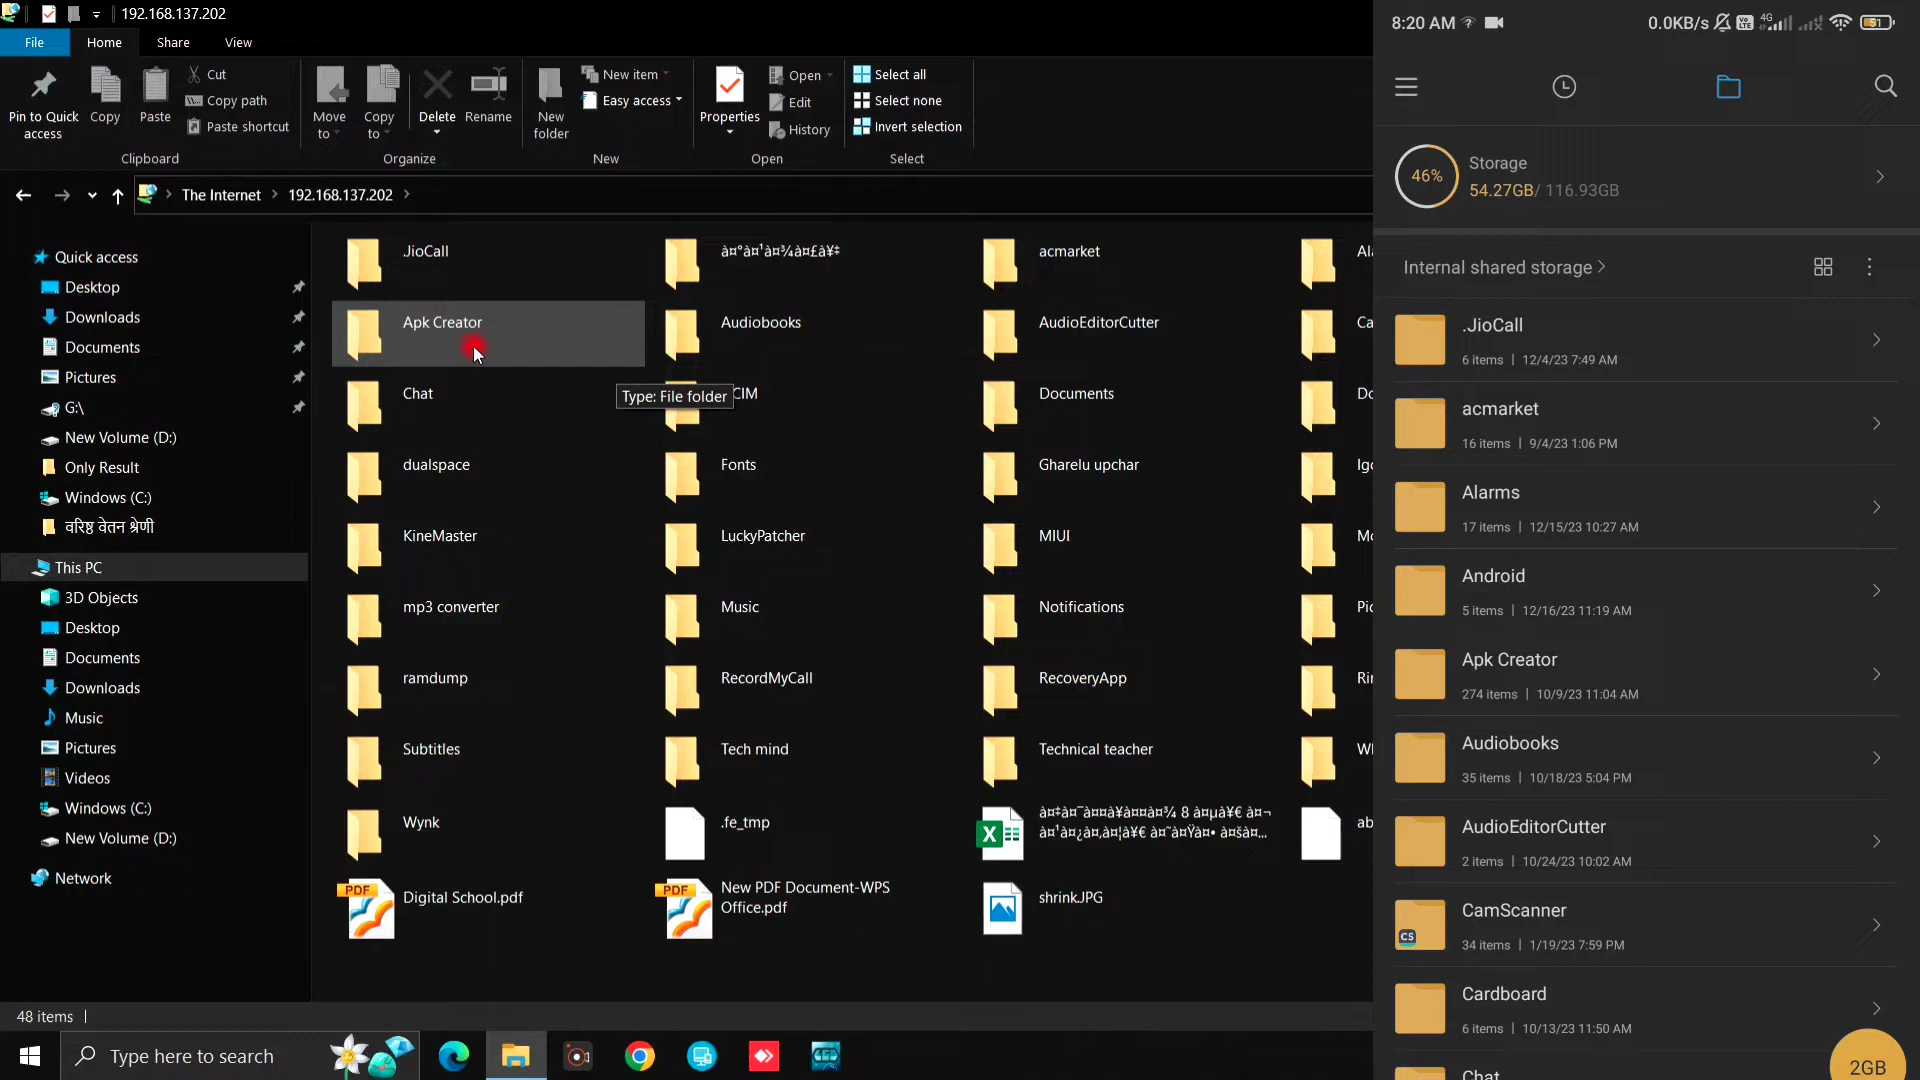 192.168.137.202
File
Home
Share
View
Pin to Quick
access
Copy
Paste
Cut
Copy path
Paste shortcut
Clipboard
Move
to
Copy
to
Delete
Rename
Organize
New
folder
New item
Easy access
New
Properties
Open
Edit
History
Open
Select all
Select none
Invert selection
Select
The Internet
192.168.137.202
Quick access
Desktop
Downloads
Documents
Pictures
G:\
New Volume (D:)
Only Result
Windows (C:)
वरिष्ठ वेतन श्रेणी
This PC
3D Objects
Desktop
Documents
Downloads
Music
Pictures
Videos
Windows (C:)
New Volume (D:)
Network
.JioCall
acmarket
Apk Creator
Audiobooks
AudioEditorCutter
Chat
Type: File folder
Documents
dualspace
Fonts
Gharelu upchar
KineMaster
LuckyPatcher
MIUI
mp3 converter
Music
Notifications
ramdump
RecordMyCall
RecoveryApp
Subtitles
Tech mind
Technical teacher
Wynk
.fe_tmp
PDF
Digital School.pdf
PDF
New PDF Document-WPS
Office.pdf
shrink.JPG
48 items
Type here to search
8:20 AM
0.0KB/s
4G
51
46%
Storage
54.27GB/ 116.93GB
Internal shared storage
.JioCall
6 items | 12/4/23 7:49 AM
acmarket
16 items | 9/4/23 1:06 PM
Alarms
17 items | 12/15/23 10:27 AM
Android
5 items | 12/16/23 11:19 AM
Apk Creator
274 items | 10/9/23 11:04 AM
Audiobooks
35 items | 10/18/23 5:04 PM
AudioEditorCutter
2 items | 10/24/23 10:02 AM
CS
CamScanner
34 items | 1/19/23 7:59 PM
Cardboard
6 items | 10/13/23 11:50 AM
Chat
2GB